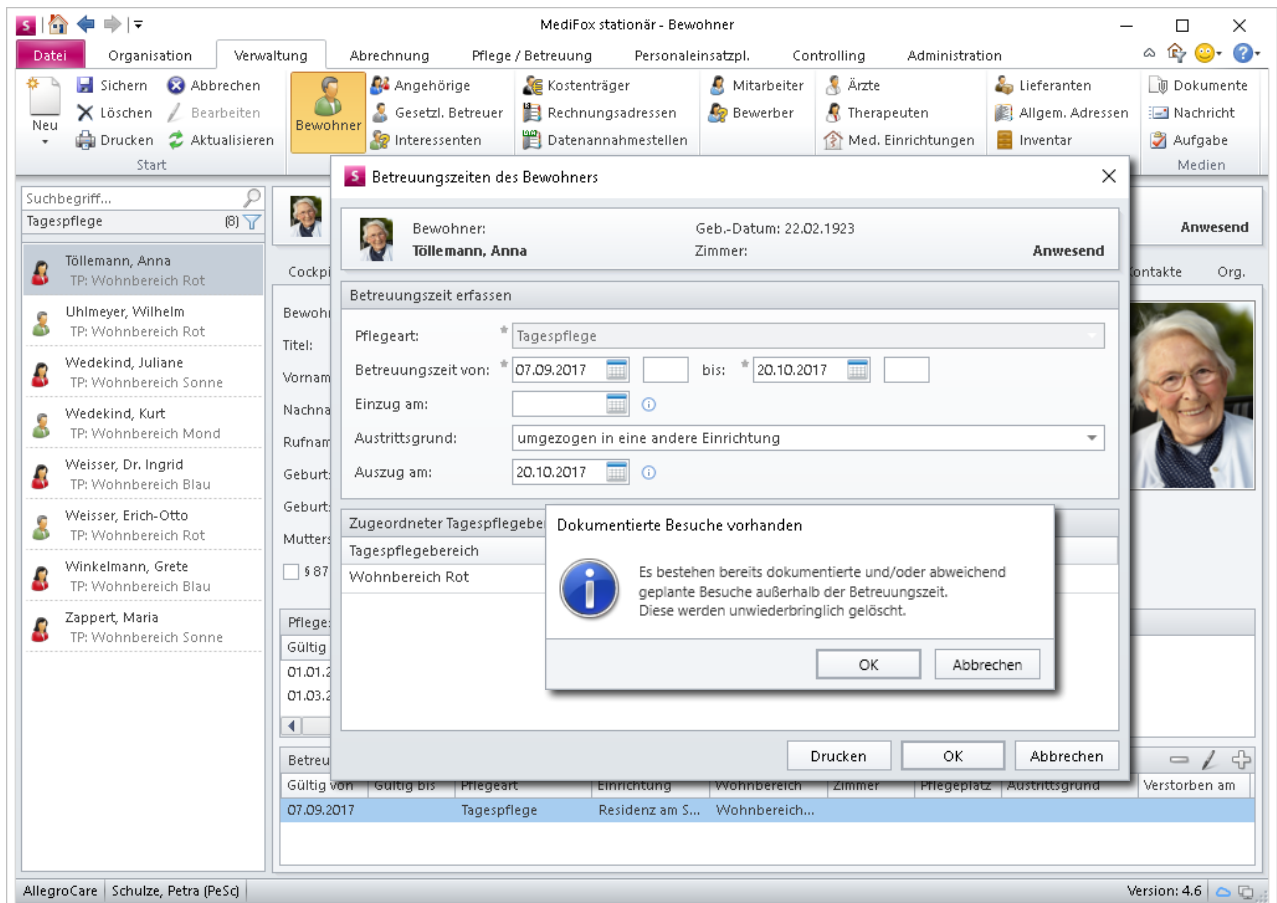 MediFox stationär - Bewohner
Datei Organisation Verwaltung Abrechnung Pflege / Betreuung Personaleinsatzpl. Controlling Administration
Neu
Sichern Abbrechen
Löschen Bearbeiten
Drucken Aktualisieren
Start
Bewohner
Angehörige
Gesetzl. Betreuer
Interessenten
Kostenträger
Rechnungsadressen
Datenannahmestellen
Mitarbeiter
Bewerber
Ärzte
Therapeuten
Med. Einrichtungen
Lieferanten
Allgem. Adressen
Inventar
Dokumente
Nachricht
Aufgabe
Medien
Suchbegriff...
Tagespflege (8)
Töllemann, Anna
TP: Wohnbereich Rot
Uhlmeyer, Wilhelm
TP: Wohnbereich Rot
Wedekind, Juliane
TP: Wohnbereich Sonne
Wedekind, Kurt
TP: Wohnbereich Mond
Weisser, Dr. Ingrid
TP: Wohnbereich Blau
Weisser, Erich-Otto
TP: Wohnbereich Rot
Winkelmann, Grete
TP: Wohnbereich Blau
Zappert, Maria
TP: Wohnbereich Sonne
Anwesend
Cockpi
ontakte Org.
Bewohn
Titel:
Vornam
Nachna
Rufnam
Geburt:
Geburt:
Mutters
§ 87
Pflege:
Gültig
01.01.2
01.03.2
S Betreuungszeiten des Bewohners
Bewohner: Geb.-Datum: 22.02.1923
Töllemann, Anna Zimmer: Anwesend
Betreuungszeit erfassen
Pflegeart: * Tagespflege
Betreuungszeit von: * 07.09.2017 bis: * 20.10.2017
Einzug am:
Austrittsgrund: umgezogen in eine andere Einrichtung
Auszug am: 20.10.2017
Zugeordneter Tagespflegebe
Tagespflegebereich
Wohnbereich Rot
Dokumentierte Besuche vorhanden
Es bestehen bereits dokumentierte und/oder abweichend
geplante Besuche außerhalb der Betreuungszeit.
Diese werden unwiederbringlich gelöscht.
OK Abbrechen
Drucken OK Abbrechen
Betreu
Gültig von Gültig bis Pflegeart Einrichtung Wohnbereich Zimmer Pflegeplatz Austrittsgrund Verstorben am
07.09.2017 Tagespflege Residenz am S... Wohnbereich...
AllegroCare Schulze, Petra (PeSc) Version: 4.6